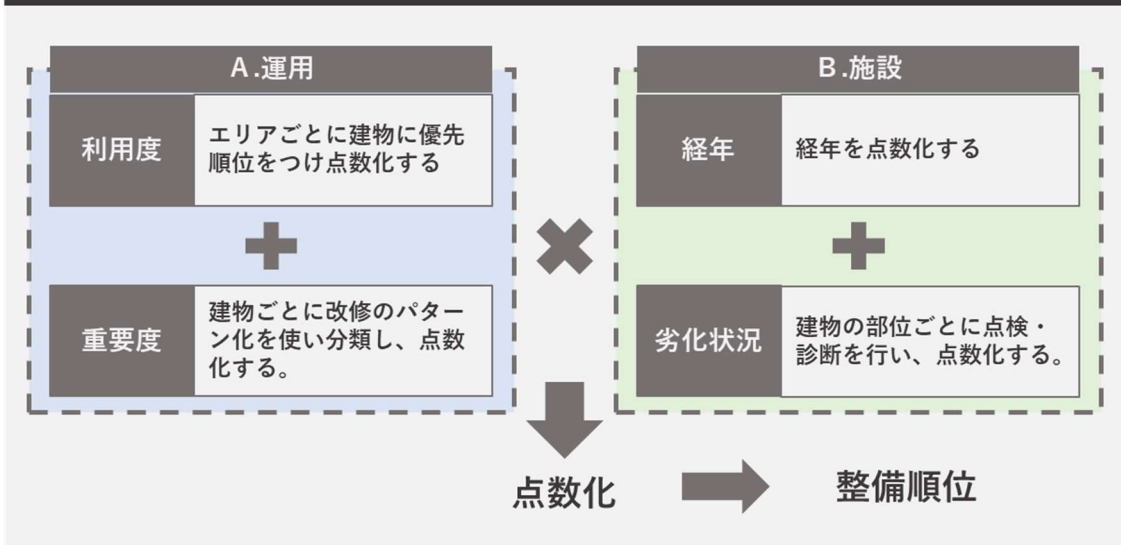 A.運用
利用度
エリアごとに建物に優先
順位をつけ点数化する
重要度
建物ごとに改修のパター
ン化を使い分類し、点数
化する。
B.施設
経年
経年を点数化する
劣化状況
建物の部位ごとに点検・
診断を行い、点数化する。
点数化
整備順位